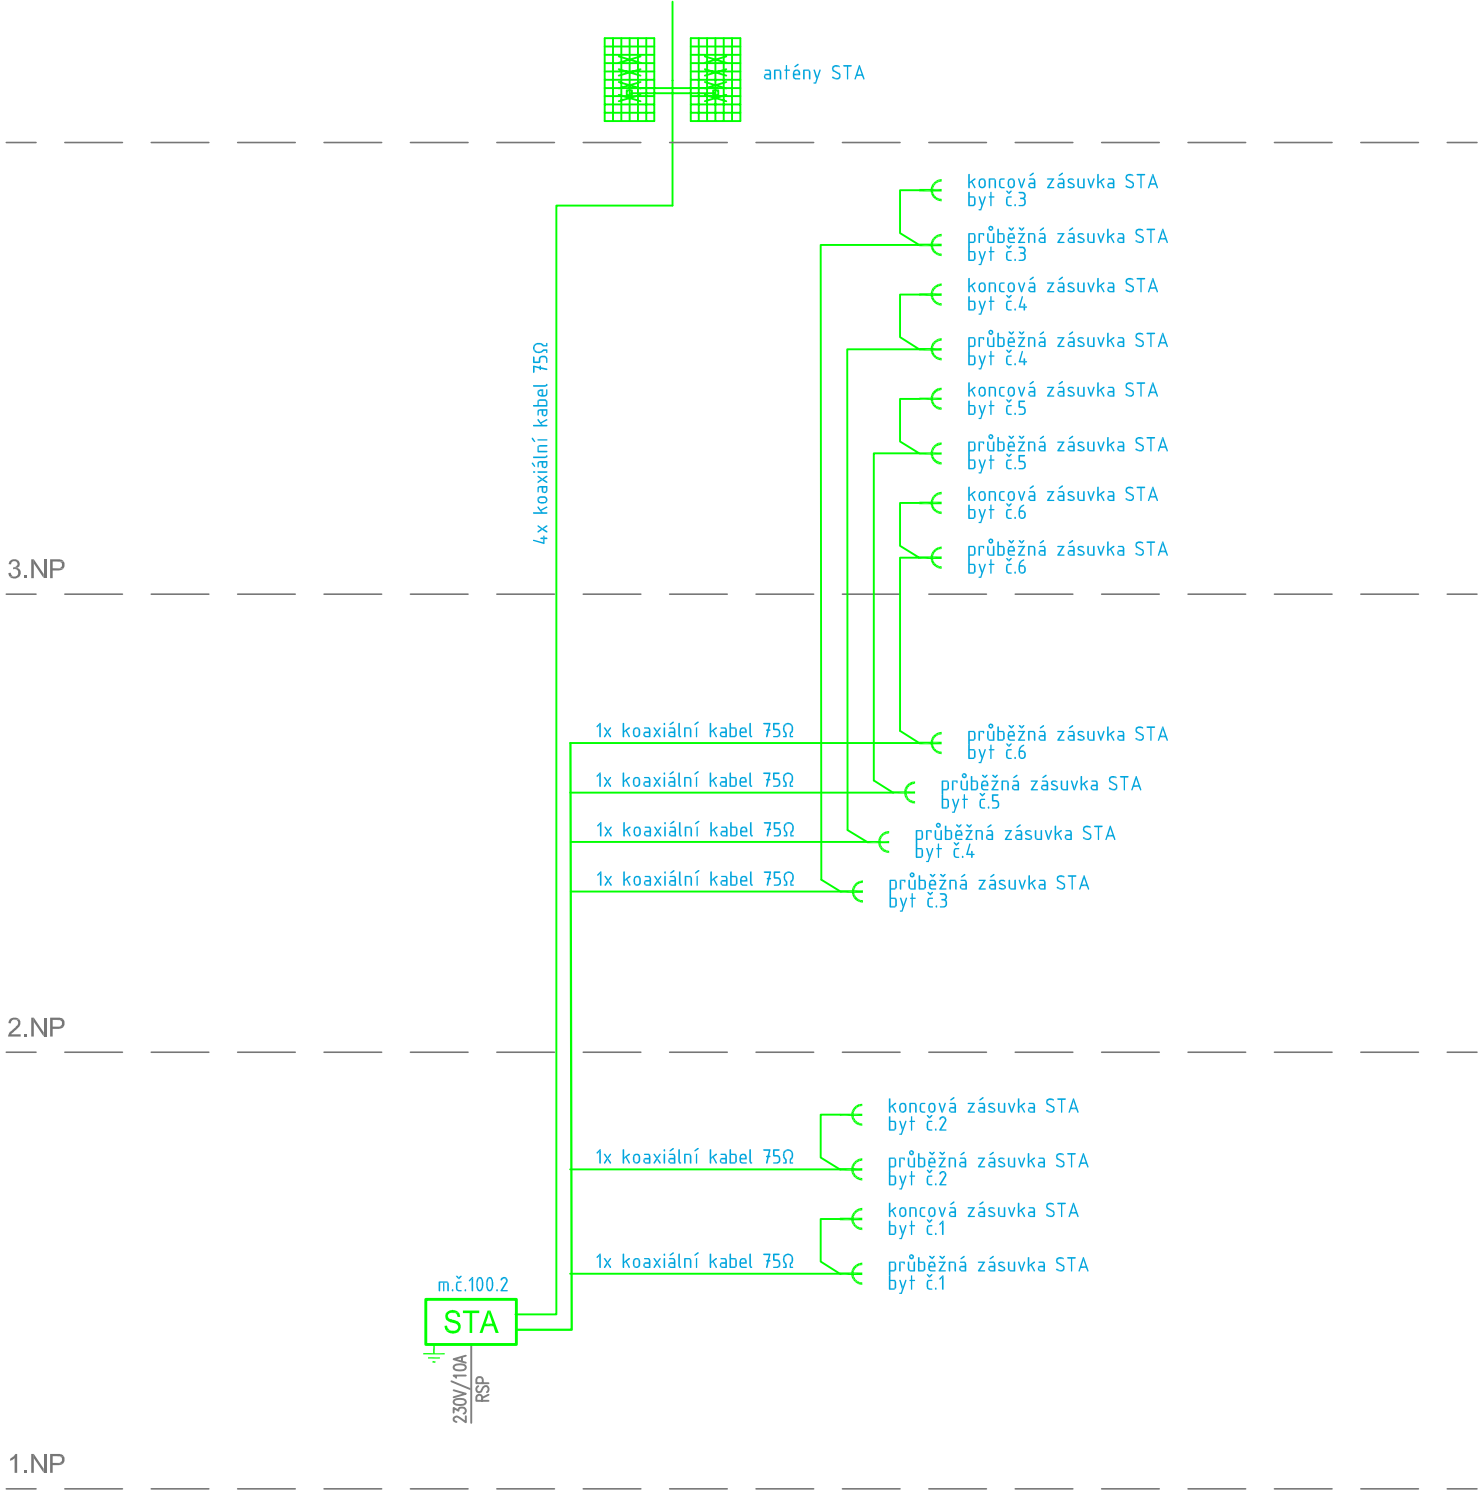 antény STA
koncová zásuvka STA
byt č.3
průběžná zásuvka STA
byt č.3
koncová zásuvka STA
byt č.4
průběžná zásuvka STA
byt č.4
koncová zásuvka STA
byt č.5
průběžná zásuvka STA
byt č.5
koncová zásuvka STA
byt č.6
průběžná zásuvka STA
byt č.6
4x koaxiální kabel 75Ω
3.NP
1x koaxiální kabel 75Ω
průběžná zásuvka STA
byt č.6
1x koaxiální kabel 75Ω
průběžná zásuvka STA
byt č.5
1x koaxiální kabel 75Ω
průběžná zásuvka STA
byt č.4
1x koaxiální kabel 75Ω
průběžná zásuvka STA
byt č.3
2.NP
koncová zásuvka STA
byt č.2
1x koaxiální kabel 75Ω
průběžná zásuvka STA
byt č.2
koncová zásuvka STA
byt č.1
1x koaxiální kabel 75Ω
průběžná zásuvka STA
byt č.1
m.č.100.2
STA
230V/10A
RSP
1.NP